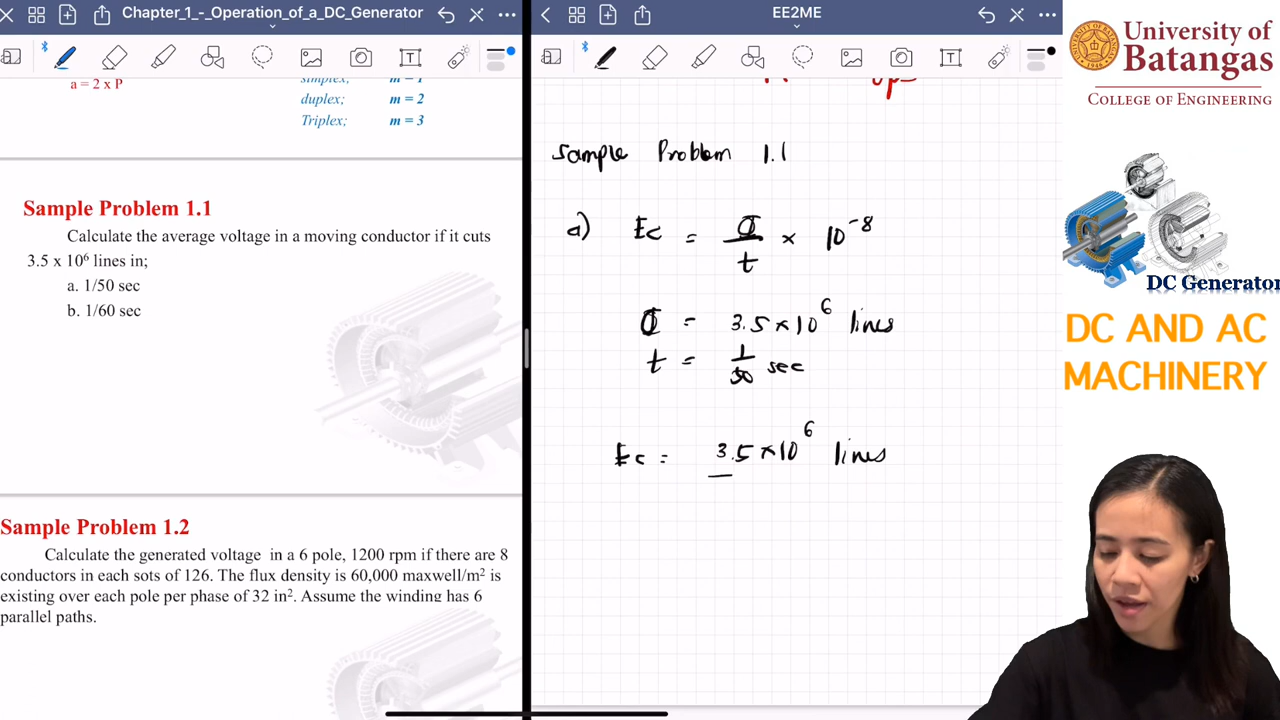 Chapter_1_-_Operation_of_a_DC_Generator
a = 2 x P
simplex; m = 1
duplex; m = 2
Triplex; m = 3
Sample Problem 1.1
Calculate the average voltage in a moving conductor if it cuts
3.5 x 10⁶ lines in;
a. 1/50 sec
b. 1/60 sec
Sample Problem 1.2
Calculate the generated voltage in a 6 pole, 1200 rpm if there are 8
conductors in each sots of 126. The flux density is 60,000 maxwell/m² is
existing over each pole per phase of 32 in². Assume the winding has 6
parallel paths.
EE2ME
Sample Problem 1.1
a) Ec = Φ/t × 10⁻⁸
Φ = 3.5 × 10⁶ lines
t = 1/50 sec
Ec = 3.5 × 10⁶ lines
University of
Batangas
COLLEGE OF ENGINEERING
DC Generator
DC AND AC
MACHINERY